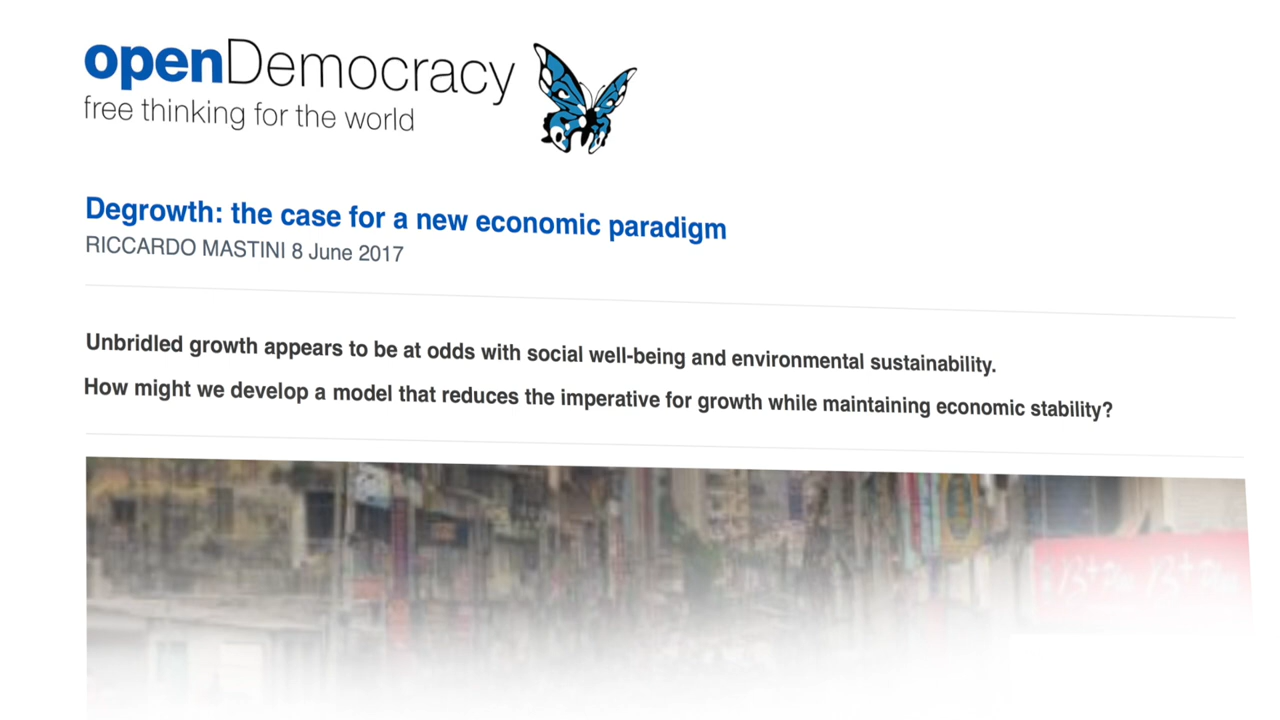 openDemocracy
free thinking for the world
Degrowth: the case for a new economic paradigm
RICCARDO MASTINI 8 June 2017
Unbridled growth appears to be at odds with social well-being and environmental sustainability.
How might we develop a model that reduces the imperative for growth while maintaining economic stability?